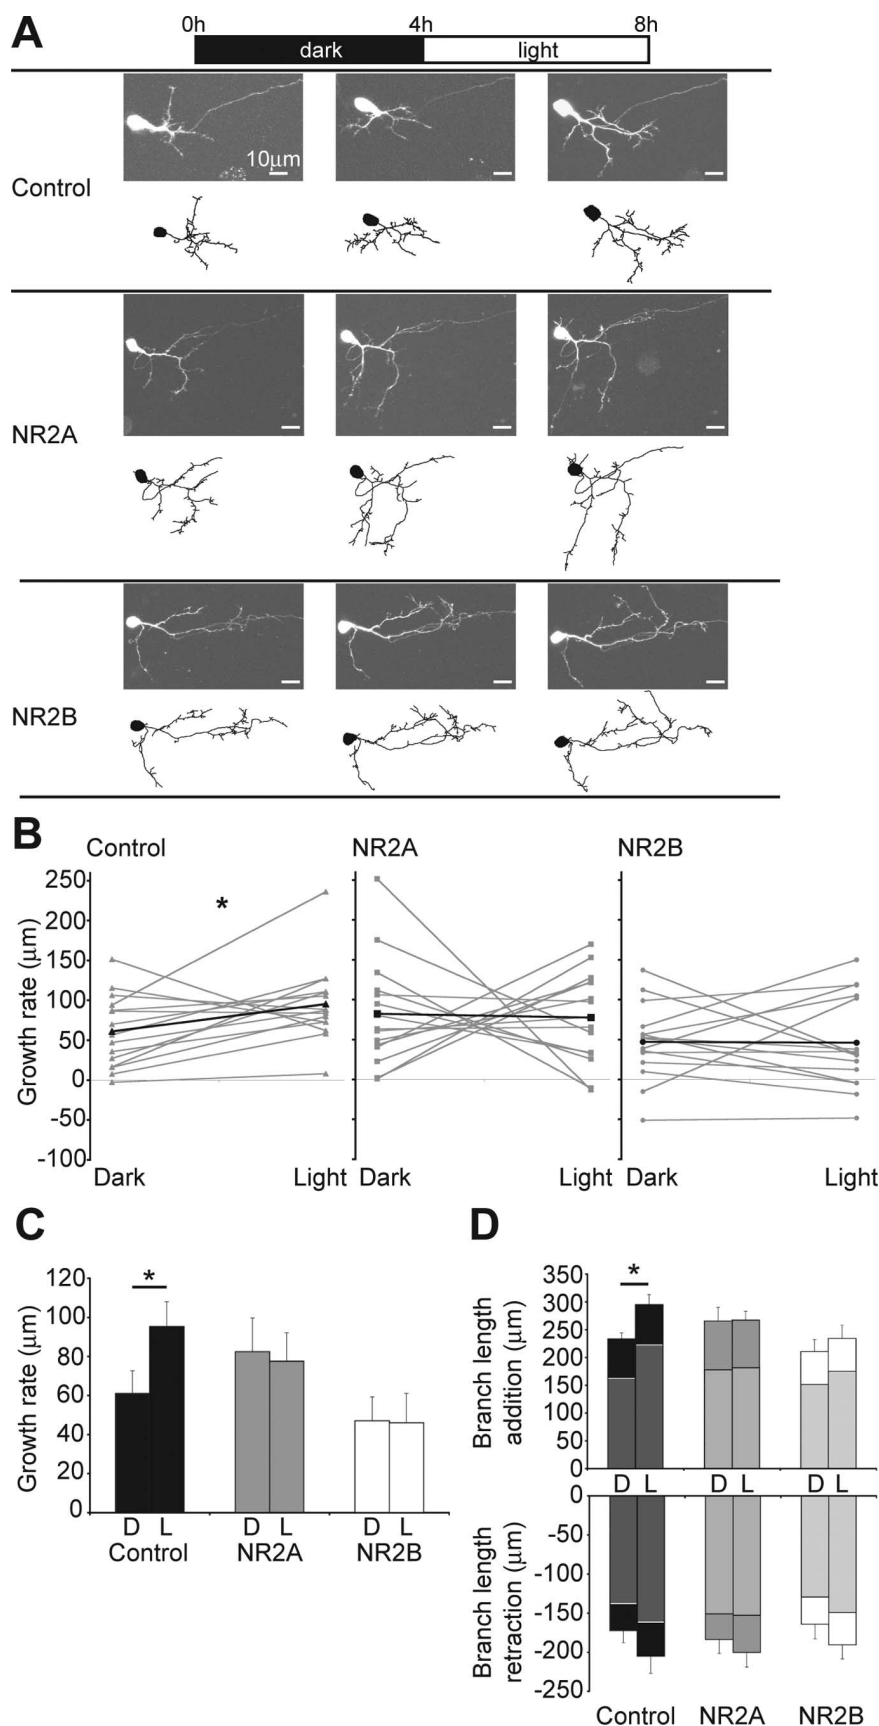 A
0h 4h 8h
dark light
10μm
Control
NR2A
NR2B
B
Control NR2A NR2B
*
Growth rate (μm)
250
200
150
100
50
0
-50
-100
Dark Light Dark Light Dark Light
C
*
Growth rate (μm)
120
100
80
60
40
20
0
D L D L D L
Control NR2A NR2B
D
*
Branch length
addition (μm)
350
300
250
200
150
100
50
0
D L D L D L
Branch length
retraction (μm)
0
-50
-100
-150
-200
-250
Control NR2A NR2B